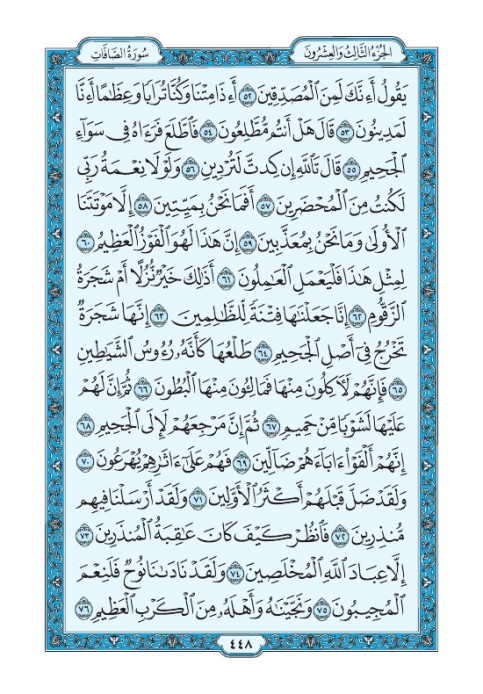 الجزء الثالث والعشرون
سورة الصافات
يَقُولُ أَءِنَّكَ لَمِنَ ٱلْمُصَدِّقِينَ ٥٢ أَءِذَا مِتْنَا وَكُنَّا تُرَابًا وَعِظَٰمًا أَءِنَّا
لَمَدِينُونَ ٥٣ قَالَ هَلْ أَنتُم مُّطَّلِعُونَ ٥٤ فَٱطَّلَعَ فَرَءَاهُ فِى سَوَآءِ
ٱلْجَحِيمِ ٥٥ قَالَ تَٱللَّهِ إِن كِدتَّ لَتُرْدِينِ ٥٦ وَلَوْلَا نِعْمَةُ رَبِّى
لَكُنتُ مِنَ ٱلْمُحْضَرِينَ ٥٧ أَفَمَا نَحْنُ بِمَيِّتِينَ ٥٨ إِلَّا مَوْتَتَنَا
ٱلْأُولَىٰ وَمَا نَحْنُ بِمُعَذَّبِينَ ٥٩ إِنَّ هَٰذَا لَهُوَ ٱلْفَوْزُ ٱلْعَظِيمُ ٦٠
لِمِثْلِ هَٰذَا فَلْيَعْمَلِ ٱلْعَٰمِلُونَ ٦١ أَذَٰلِكَ خَيْرٌ نُّزُلًا أَمْ شَجَرَةُ
ٱلزَّقُّومِ ٦٢ إِنَّا جَعَلْنَٰهَا فِتْنَةً لِّلظَّٰلِمِينَ ٦٣ إِنَّهَا شَجَرَةٌ
تَخْرُجُ فِىٓ أَصْلِ ٱلْجَحِيمِ ٦٤ طَلْعُهَا كَأَنَّهُۥ رُءُوسُ ٱلشَّيَٰطِينِ
٦٥ فَإِنَّهُمْ لَءَاكِلُونَ مِنْهَا فَمَالِـُٔونَ مِنْهَا ٱلْبُطُونَ ٦٦ ثُمَّ إِنَّ لَهُمْ
عَلَيْهَا لَشَوْبًا مِّنْ حَمِيمٍ ٦٧ ثُمَّ إِنَّ مَرْجِعَهُمْ لَإِلَى ٱلْجَحِيمِ ٦٨
إِنَّهُمْ أَلْفَوْا۟ ءَابَآءَهُمْ ضَآلِّينَ ٦٩ فَهُمْ عَلَىٰٓ ءَاثَٰرِهِمْ يُهْرَعُونَ ٧٠
وَلَقَدْ ضَلَّ قَبْلَهُمْ أَكْثَرُ ٱلْأَوَّلِينَ ٧١ وَلَقَدْ أَرْسَلْنَا فِيهِم
مُّنذِرِينَ ٧٢ فَٱنظُرْ كَيْفَ كَانَ عَٰقِبَةُ ٱلْمُنذَرِينَ ٧٣
إِلَّا عِبَادَ ٱللَّهِ ٱلْمُخْلَصِينَ ٧٤ وَلَقَدْ نَادَىٰنَا نُوحٌ فَلَنِعْمَ
ٱلْمُجِيبُونَ ٧٥ وَنَجَّيْنَٰهُ وَأَهْلَهُۥ مِنَ ٱلْكَرْبِ ٱلْعَظِيمِ ٧٦
٤٤٨